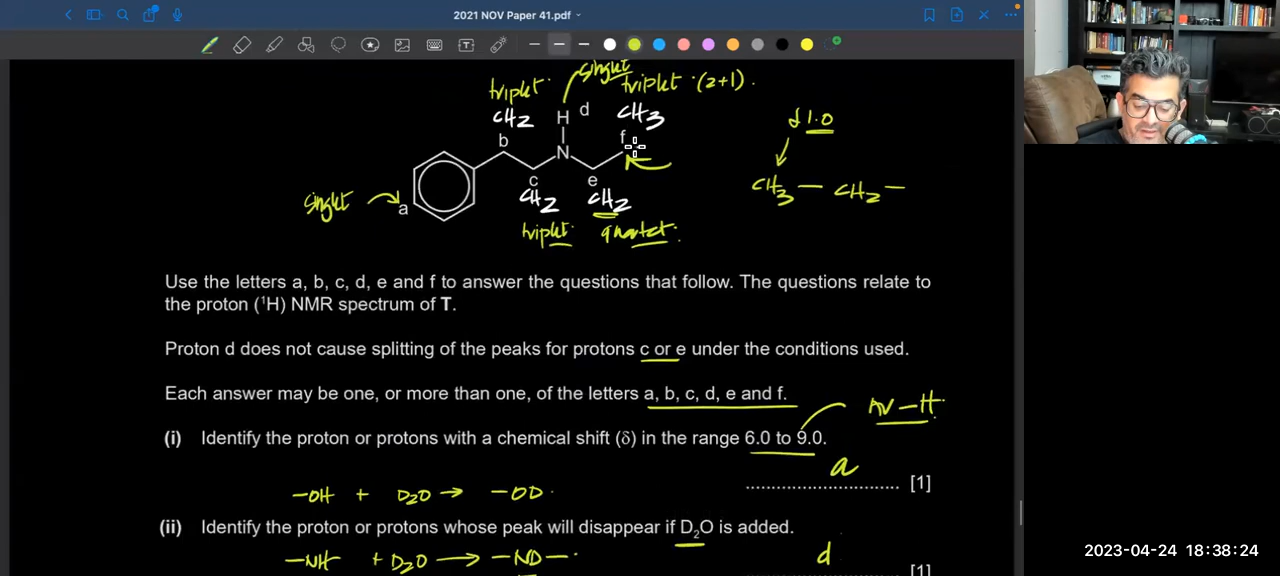 2021 NOV Paper 41.pdf
singlet
triplet
triplet (2+1)
CH2
H
d
CH3
δ 1.0
b
f
N
CH3 — CH2 —
singlet
a
c
e
CH2
CH2
triplet
quartet
Use the letters a, b, c, d, e and f to answer the questions that follow. The questions relate to
the proton (¹H) NMR spectrum of T.
Proton d does not cause splitting of the peaks for protons c or e under the conditions used.
Each answer may be one, or more than one, of the letters a, b, c, d, e and f.
Ar – H
(i) Identify the proton or protons with a chemical shift (δ) in the range 6.0 to 9.0.
a
................................ [1]
–OH + D2O → –OD
(ii) Identify the proton or protons whose peak will disappear if D₂O is added.
–NH + D2O → –ND–
d
[1]
2023-04-24 18:38:24